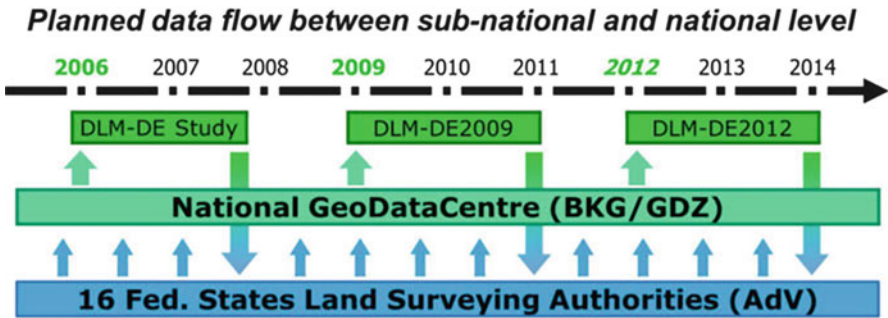 Planned data flow between sub-national and national level
2006 2007 2008 2009 2010 2011 2012 2013 2014
DLM-DE Study DLM-DE2009 DLM-DE2012
National GeoDataCentre (BKG/GDZ)
16 Fed. States Land Surveying Authorities (AdV)